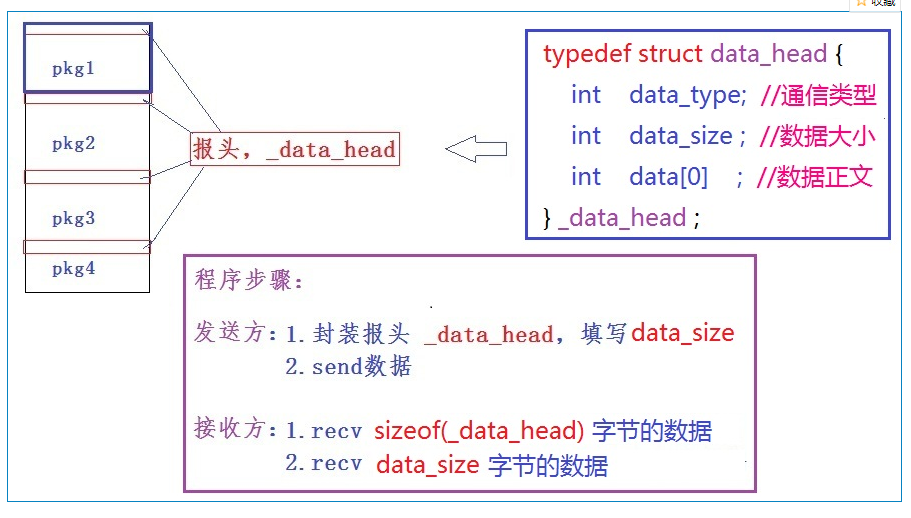 收藏
pkg1
pkg2
pkg3
pkg4
报头，_data_head
typedef struct data_head {
int data_type; //通信类型
int data_size ; //数据大小
int data[0] ; //数据正文
} _data_head ;
程序步骤：
发送方：1.封装报头 _data_head，填写data_size
2.send数据
接收方：1.recv sizeof(_data_head) 字节的数据
2.recv data_size 字节的数据